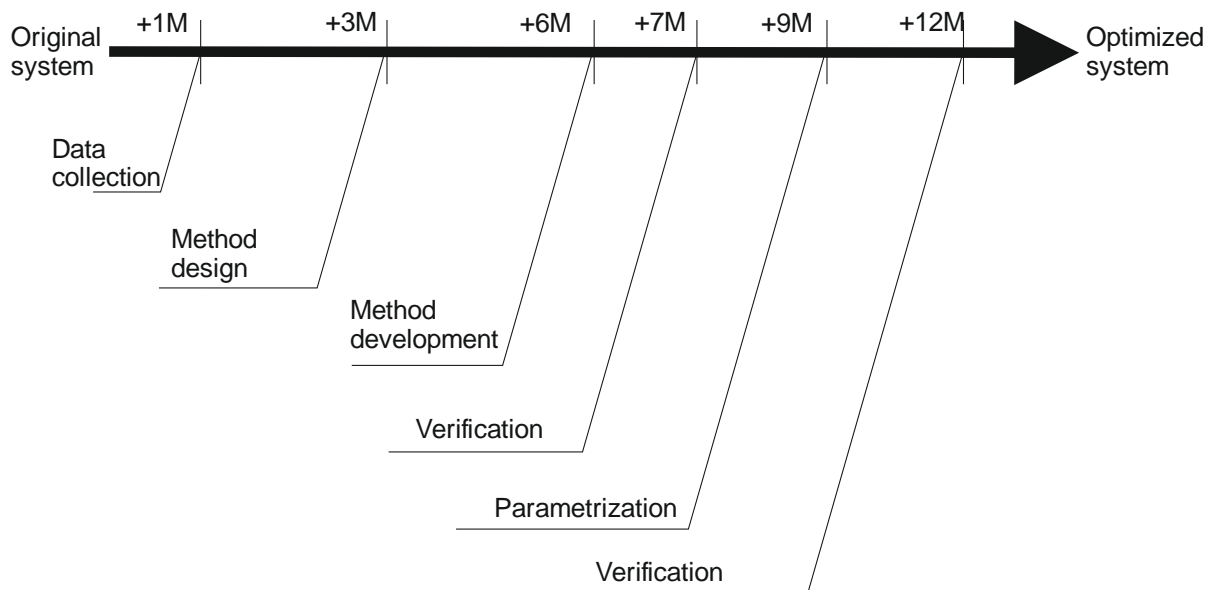 +1M
+3M
+6M
+7M
+9M
+12M
Original
system
Optimized
system
Data
collection
Method
design
Method
development
Verification
Parametrization
Verification